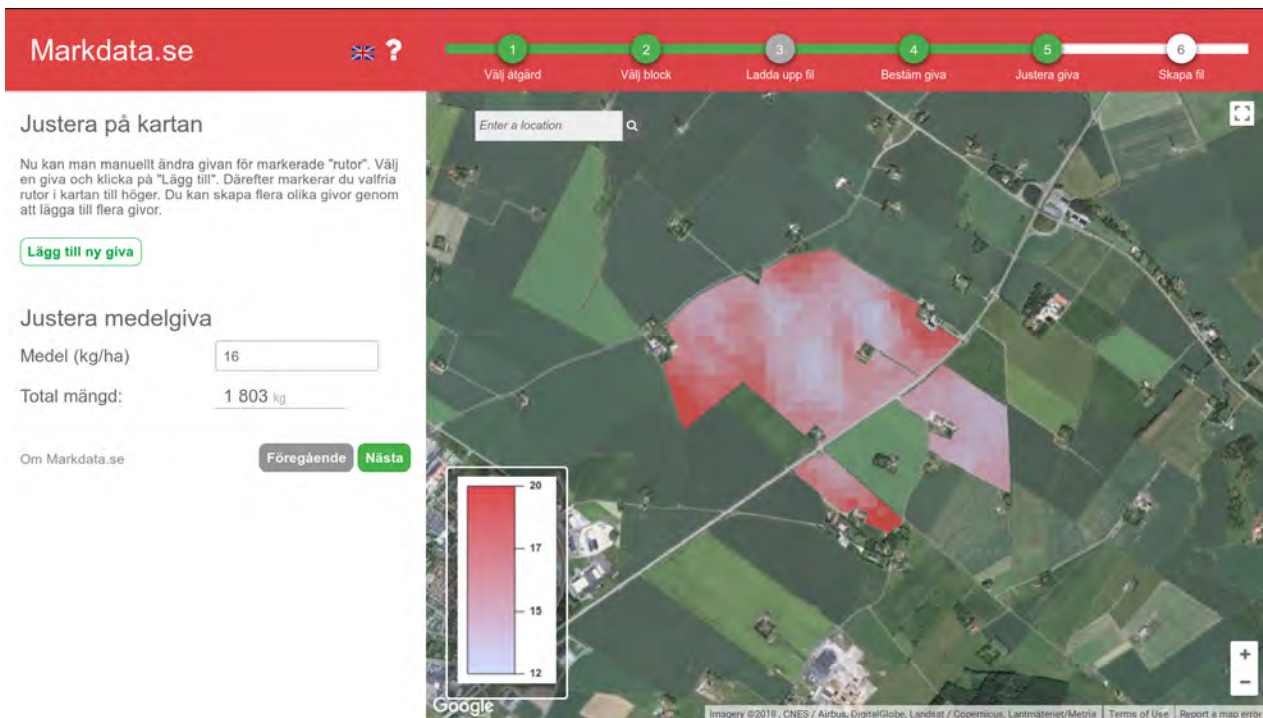 Markdata.se
?
1
2
3
4
5
6
Välj åtgärd
Välj block
Ladda upp fil
Bestäm giva
Justera giva
Skapa fil
Justera på kartan
Nu kan man manuellt ändra givan för markerade "rutor". Välj
en giva och klicka på "Lägg till". Därefter markerar du valfria
rutor i kartan till höger. Du kan skapa flera olika givor genom
att lägga till flera givor.
Lägg till ny giva
Justera medelgiva
Medel (kg/ha)
16
Total mängd:
1 803 kg
Om Markdata.se
Föregående
Nästa
Enter a location
20
17
15
12
+
−
Google
Imagery ©2018 , CNES / Airbus, DigitalGlobe, Landsat / Copernicus, Lantmäteriet/Metria
Terms of Use
Report a map error